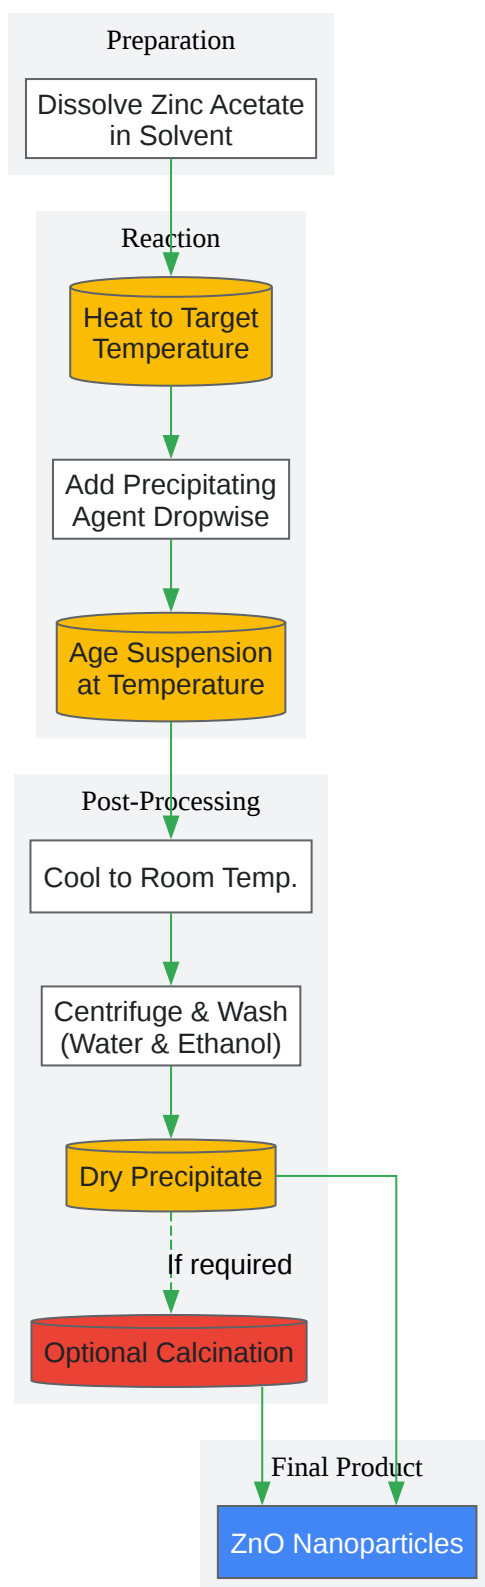 Preparation
Dissolve Zinc Acetate
in Solvent
Reaction
Heat to Target
Temperature
Add Precipitating
Agent Dropwise
Age Suspension
at Temperature
Post-Processing
Cool to Room Temp.
Centrifuge & Wash
(Water & Ethanol)
Dry Precipitate
If required
Optional Calcination
Final Product
ZnO Nanoparticles